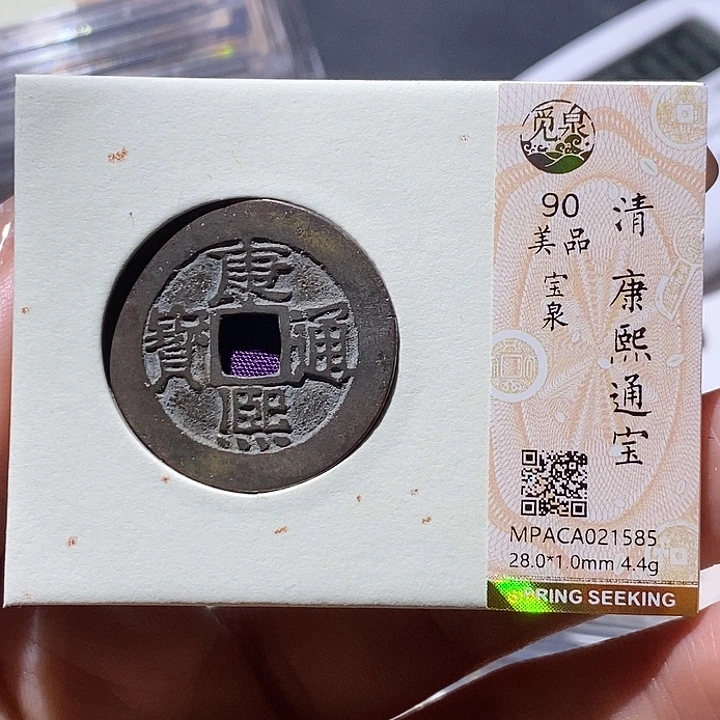 康熙通寳
觅泉
90
美品
宝泉
清 康熙通宝
MPACA021585
28.0*1.0mm 4.4g
SPRING SEEKING